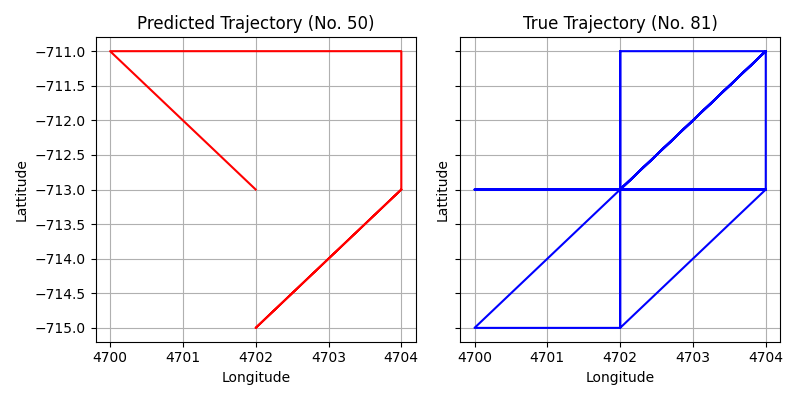 Predicted Trajectory (No. 50)
True Trajectory (No. 81)
Lattitude
−711.0
−711.5
−712.0
−712.5
−713.0
−713.5
−714.0
−714.5
−715.0
4700 4701 4702 4703 4704
Longitude
Lattitude
4700 4701 4702 4703 4704
Longitude